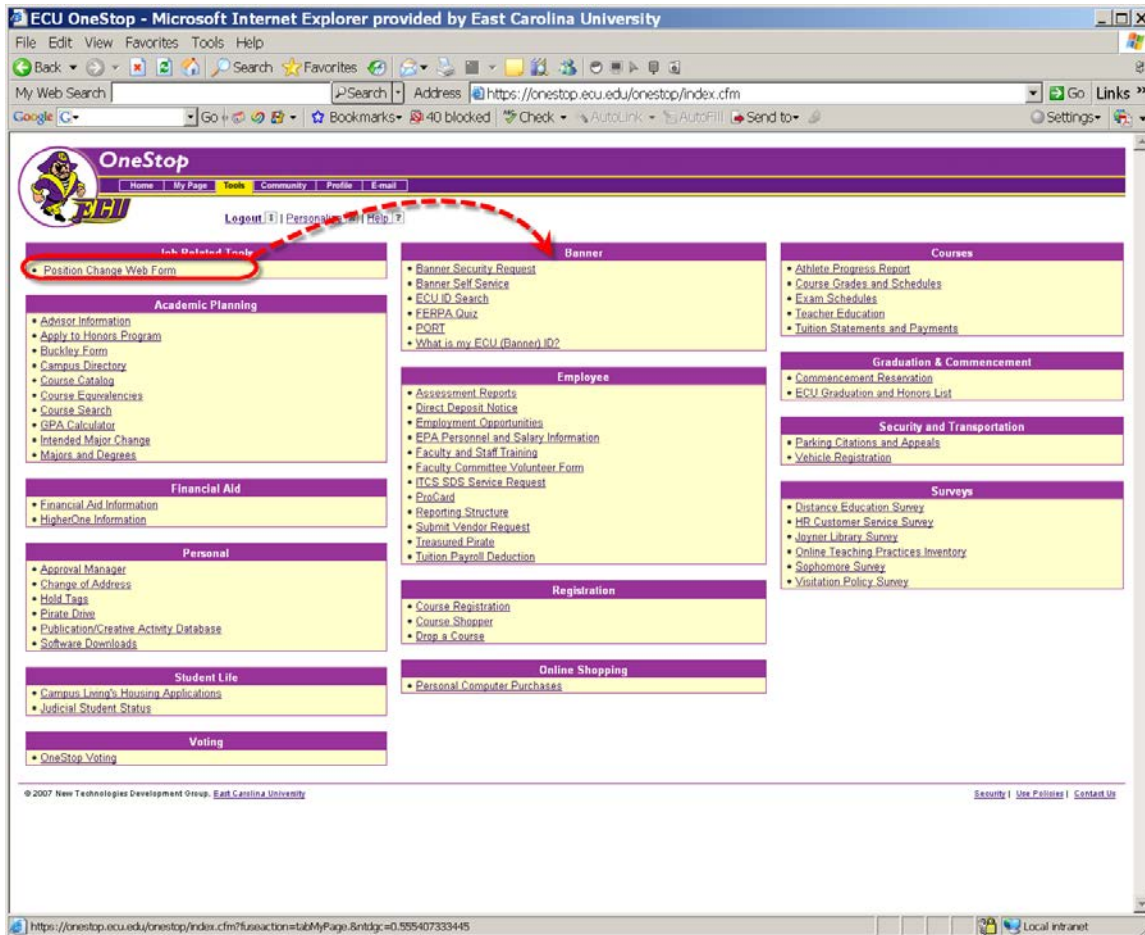 ECU OneStop - Microsoft Internet Explorer provided by East Carolina University
File Edit View Favorites Tools Help
Back Search Favorites
My Web Search Search Address https://onestop.ecu.edu/onestop/index.cfm Go Links
Google G Go Bookmarks 40 blocked Check AutoLink AutoFill Send to Settings
OneStop
Home My Page Tools Community Profile E-mail
ECU
Logout | Personalize | Help ?
Job Related Tools
• Position Change Web Form
Academic Planning
• Advisor Information
• Apply to Honors Program
• Buckley Form
• Campus Directory
• Course Catalog
• Course Equivalencies
• Course Search
• GPA Calculator
• Intended Major Change
• Majors and Degrees
Financial Aid
• Financial Aid Information
• HigherOne Information
Personal
• Approval Manager
• Change of Address
• Hold Tags
• Pirate Drive
• Publication/Creative Activity Database
• Software Downloads
Student Life
• Campus Living's Housing Applications
• Judicial Student Status
Voting
• OneStop Voting
Banner
• Banner Security Request
• Banner Self Service
• ECU ID Search
• FERPA Quiz
• PORT
• What is my ECU (Banner) ID?
Employee
• Assessment Reports
• Direct Deposit Notice
• Employment Opportunities
• EPA Personnel and Salary Information
• Faculty and Staff Training
• Faculty Committee Volunteer Form
• ITCS SDS Service Request
• ProCard
• Reporting Structure
• Submit Vendor Request
• Treasured Pirate
• Tuition Payroll Deduction
Registration
• Course Registration
• Course Shopper
• Drop a Course
Online Shopping
• Personal Computer Purchases
Courses
• Athlete Progress Report
• Course Grades and Schedules
• Exam Schedules
• Teacher Education
• Tuition Statements and Payments
Graduation & Commencement
• Commencement Reservation
• ECU Graduation and Honors List
Security and Transportation
• Parking Citations and Appeals
• Vehicle Registration
Surveys
• Distance Education Survey
• HR Customer Service Survey
• Joyner Library Survey
• Online Teaching Practices Inventory
• Sophomore Survey
• Visitation Policy Survey
© 2007 New Technologies Development Group. East Carolina University
Security | Use Policies | Contact Us
https://onestop.ecu.edu/onestop/index.cfm?fuseaction=tabMyPage.&ntdgc=0.555407333445 Local intranet